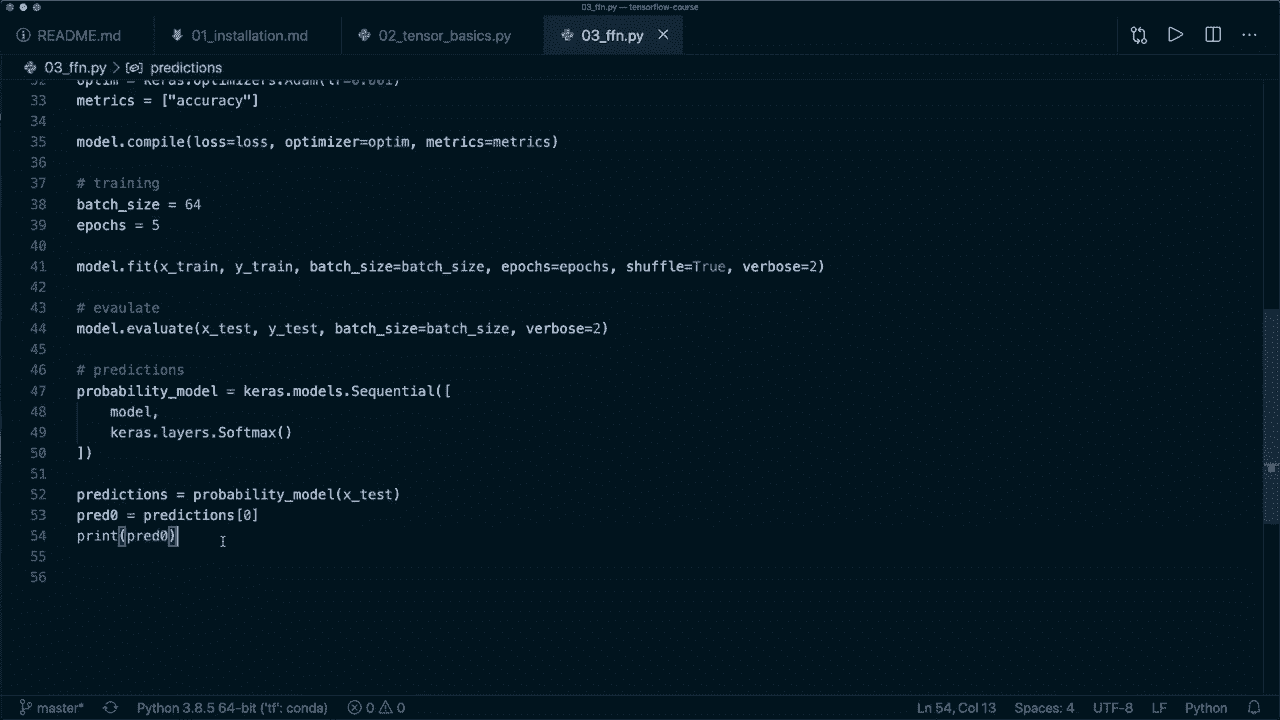 03_ffn.py — tensorflow-course
README.md 01_installation.md 02_tensor_basics.py 03_ffn.py
03_ffn.py > predictions
32 optim = keras.optimizers.Adam(lr=0.001)
33 metrics = ["accuracy"]
34
35 model.compile(loss=loss, optimizer=optim, metrics=metrics)
36
37 # training
38 batch_size = 64
39 epochs = 5
40
41 model.fit(x_train, y_train, batch_size=batch_size, epochs=epochs, shuffle=True, verbose=2)
42
43 # evaulate
44 model.evaluate(x_test, y_test, batch_size=batch_size, verbose=2)
45
46 # predictions
47 probability_model = keras.models.Sequential([
48 model,
49 keras.layers.Softmax()
50 ])
51
52 predictions = probability_model(x_test)
53 pred0 = predictions[0]
54 print(pred0)
55
56
master* Python 3.8.5 64-bit ('tf': conda) 0 0 Ln 54, Col 13 Spaces: 4 UTF-8 LF Python